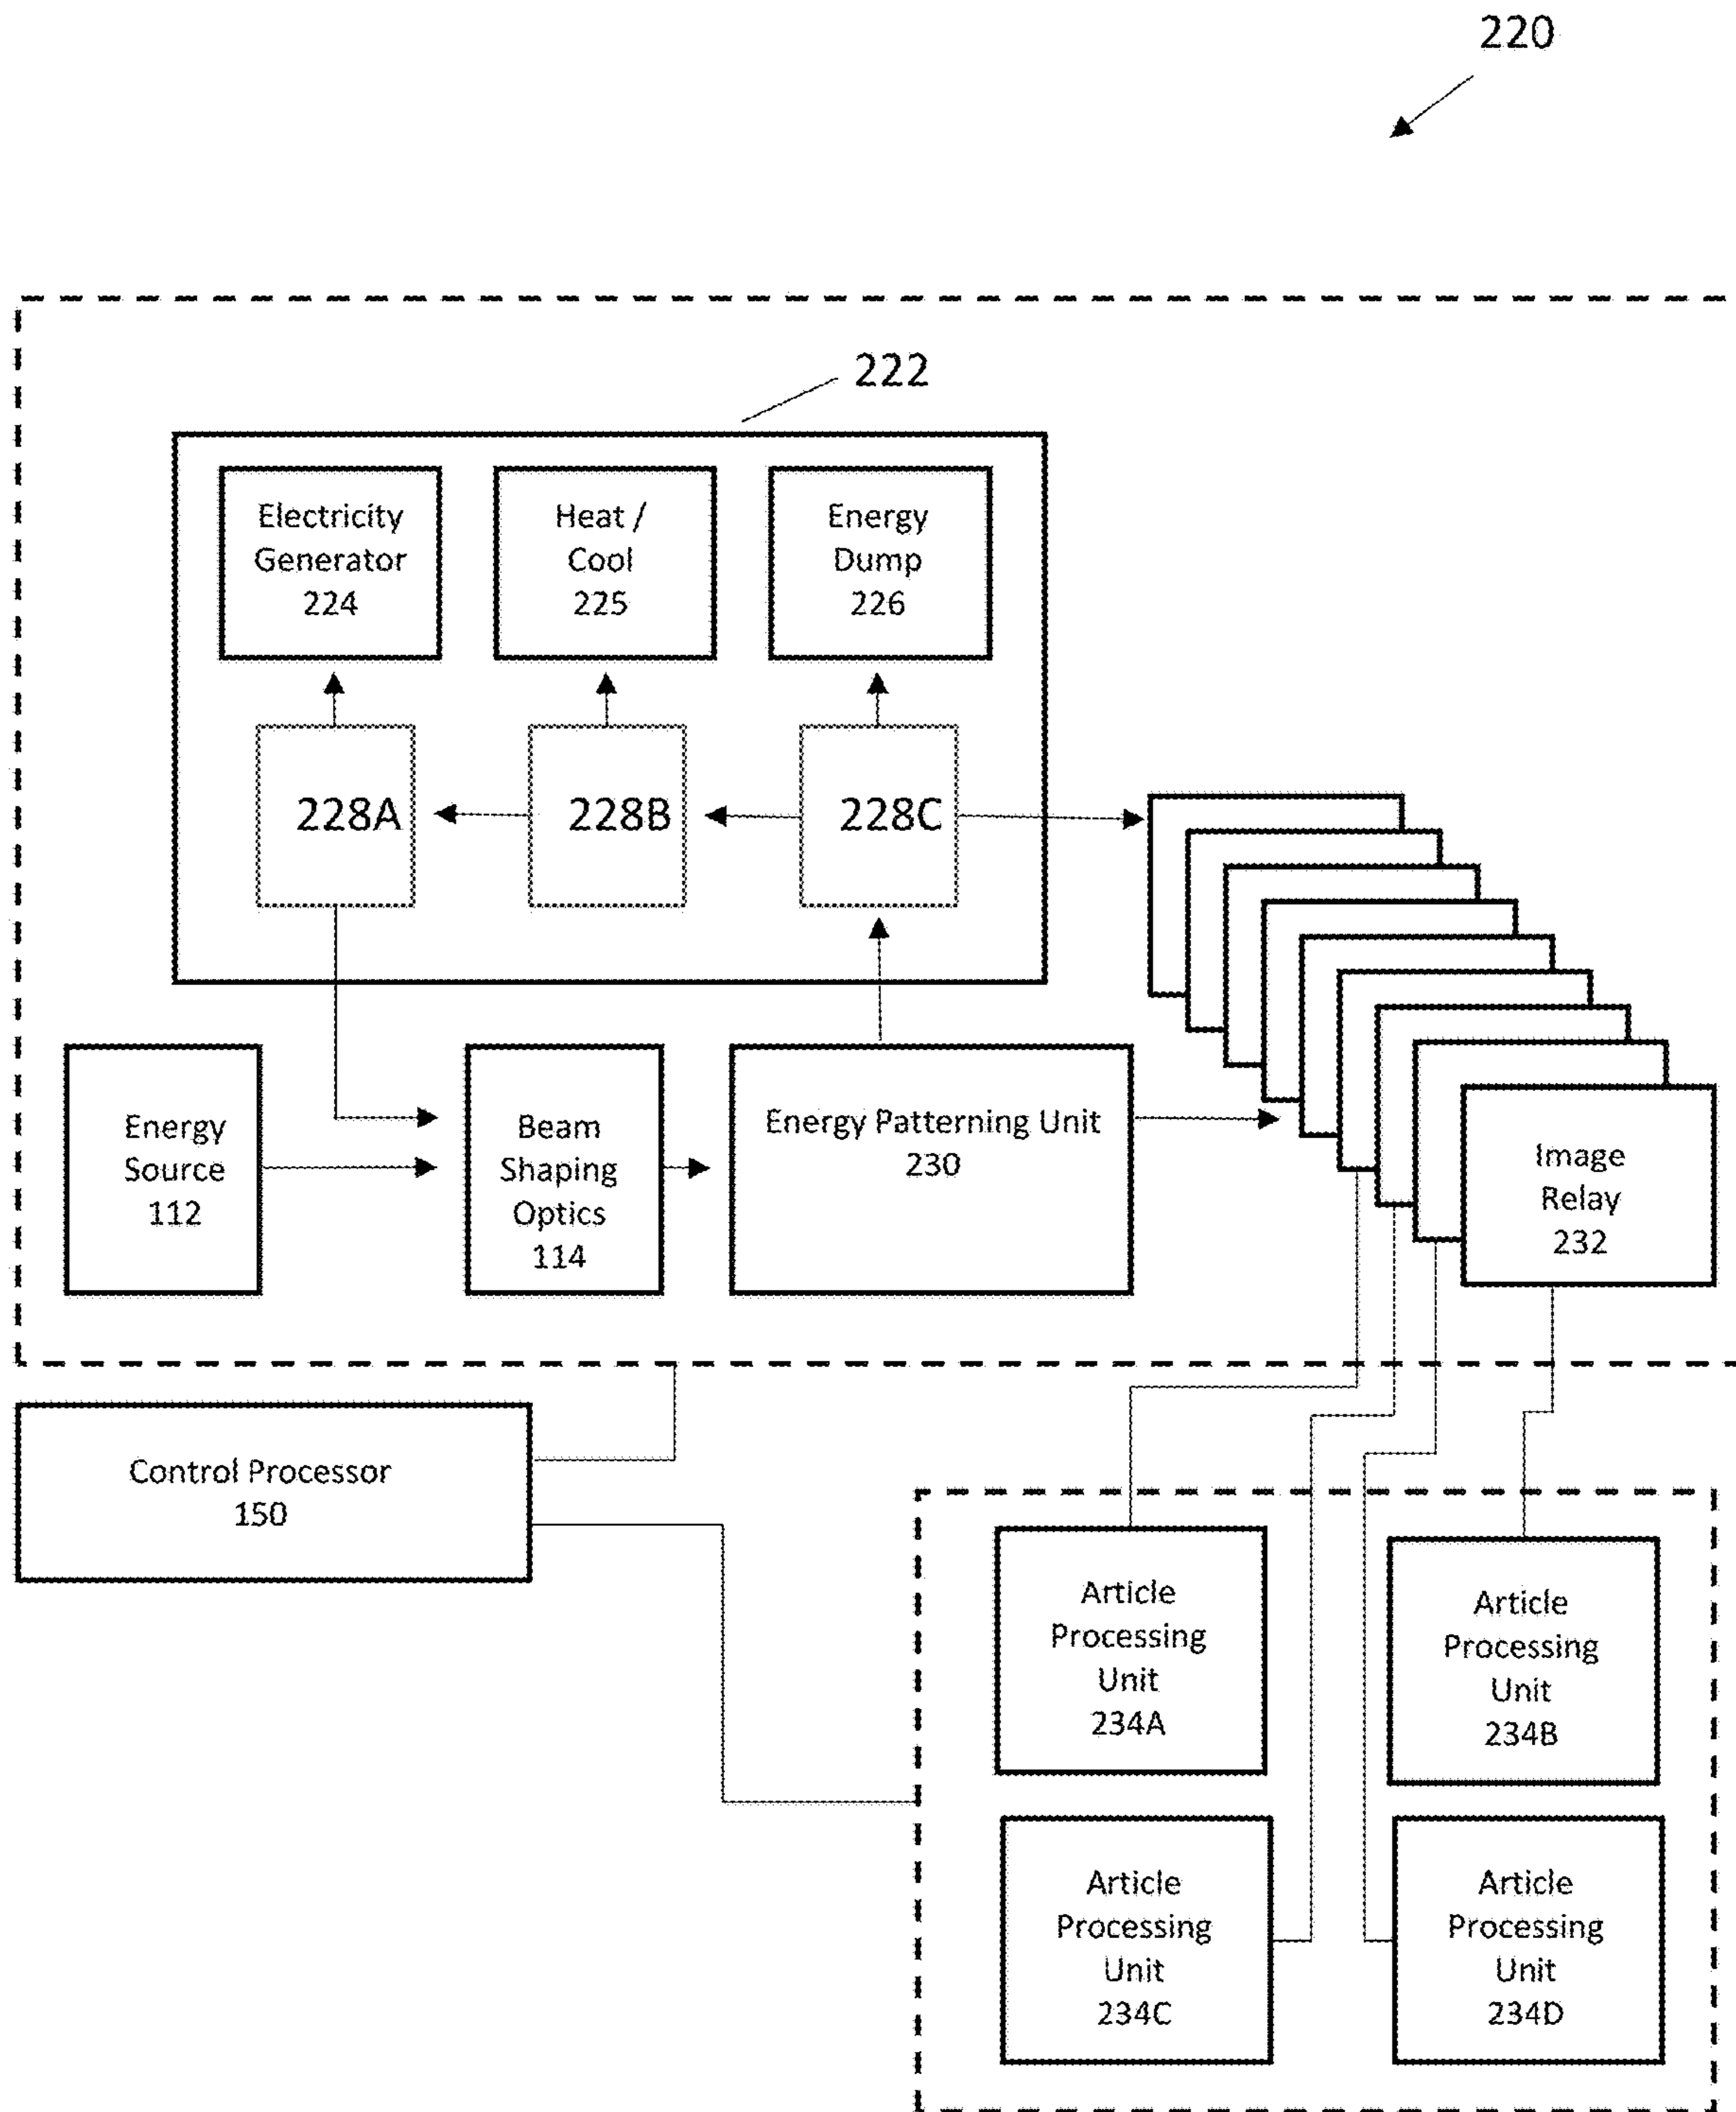 220
222
Electricity
Generator
224
Heat /
Cool
225
Energy
Dump
226
228A
228B
228C
Energy
Source
112
Beam
Shaping
Optics
114
Energy Patterning Unit
230
Image
Relay
232
Control Processor
150
Article
Processing
Unit
234A
Article
Processing
Unit
234B
Article
Processing
Unit
234C
Article
Processing
Unit
234D